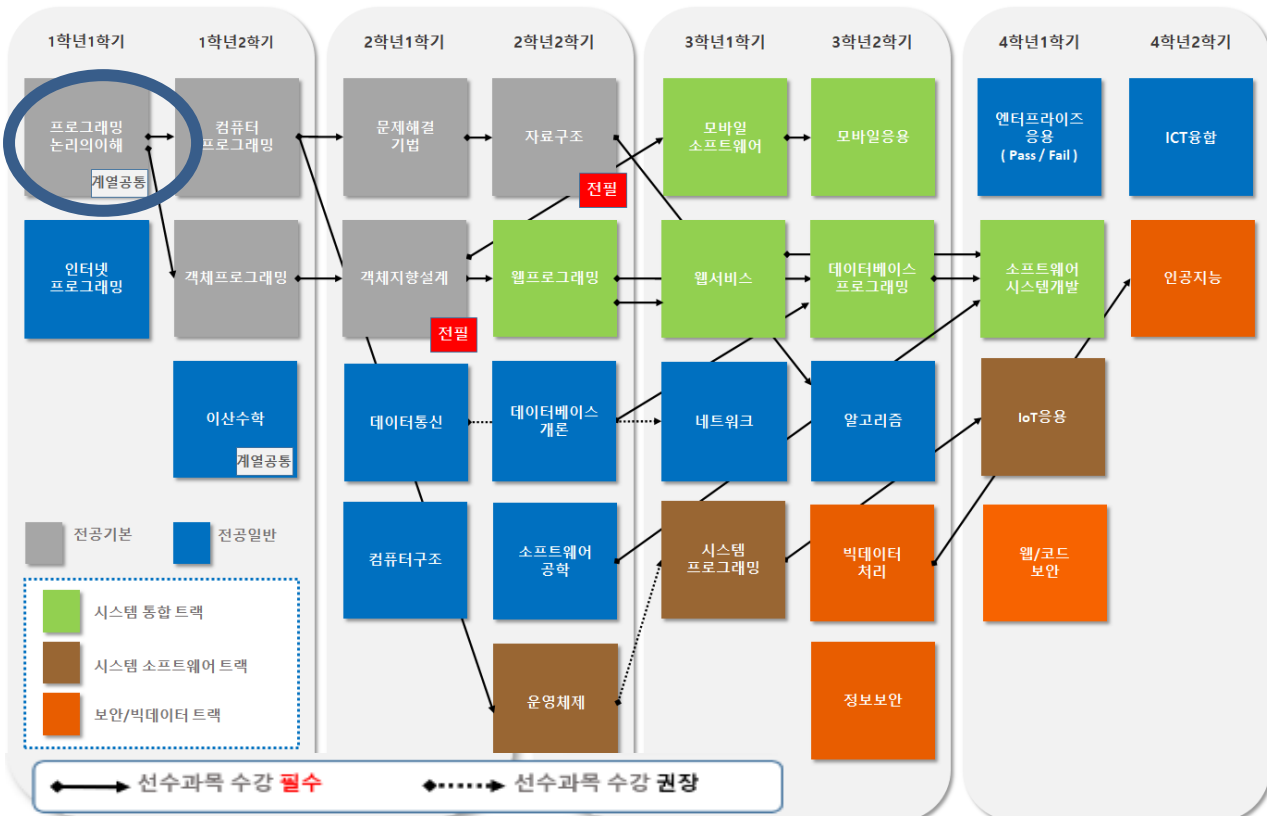 1학년1학기
1학년2학기
2학년1학기
2학년2학기
3학년1학기
3학년2학기
4학년1학기
4학년2학기
프로그래밍
논리의이해
계열공통
컴퓨터
프로그래밍
문제해결
기법
자료구조
전필
모바일
소프트웨어
모바일응용
엔터프라이즈
응용
( Pass / Fail )
ICT융합
인터넷
프로그래밍
객체프로그래밍
객체지향설계
전필
웹프로그래밍
웹서비스
데이터베이스
프로그래밍
소프트웨어
시스템개발
인공지능
이산수학
계열공통
데이터통신
데이터베이스
개론
네트워크
알고리즘
IoT응용
전공기본
전공일반
컴퓨터구조
소프트웨어
공학
시스템
프로그래밍
빅데이터
처리
웹/코드
보안
시스템 통합 트랙
시스템 소프트웨어 트랙
보안/빅데이터 트랙
운영체제
정보보안
선수과목 수강 필수
선수과목 수강 권장